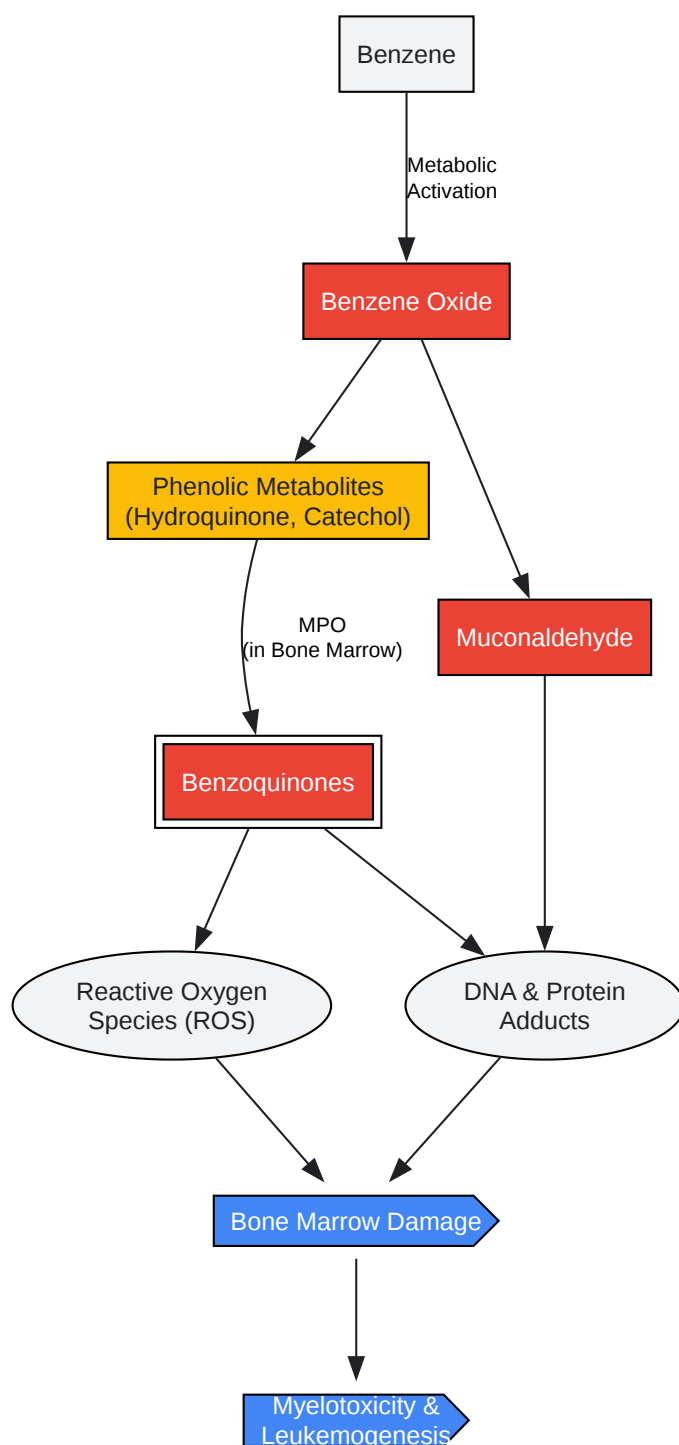 Benzene
Metabolic
Activation
Benzene Oxide
Phenolic Metabolites
(Hydroquinone, Catechol)
MPO
(in Bone Marrow)
Muconaldehyde
Benzoquinones
Reactive Oxygen
Species (ROS)
DNA & Protein
Adducts
Bone Marrow Damage
Myelotoxicity &
Leukemogenesis